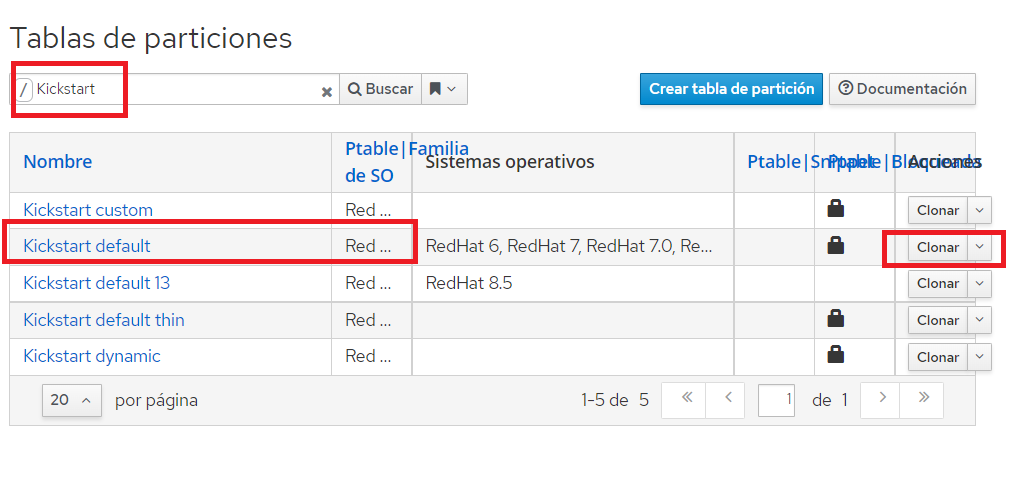 Tablas de particiones
/ Kickstart × Buscar Crear tabla de partición Documentación
Nombre Ptable|Familia de SO Sistemas operativos Ptable|Snippet Ptable|Bloqueada Acciones
Kickstart custom Red ... Clonar
Kickstart default Red ... RedHat 6, RedHat 7, RedHat 7.0, Re... Clonar
Kickstart default 13 Red ... RedHat 8.5 Clonar
Kickstart default thin Red ... Clonar
Kickstart dynamic Red ... Clonar
20 por página 1-5 de 5 « < 1 de 1 > »